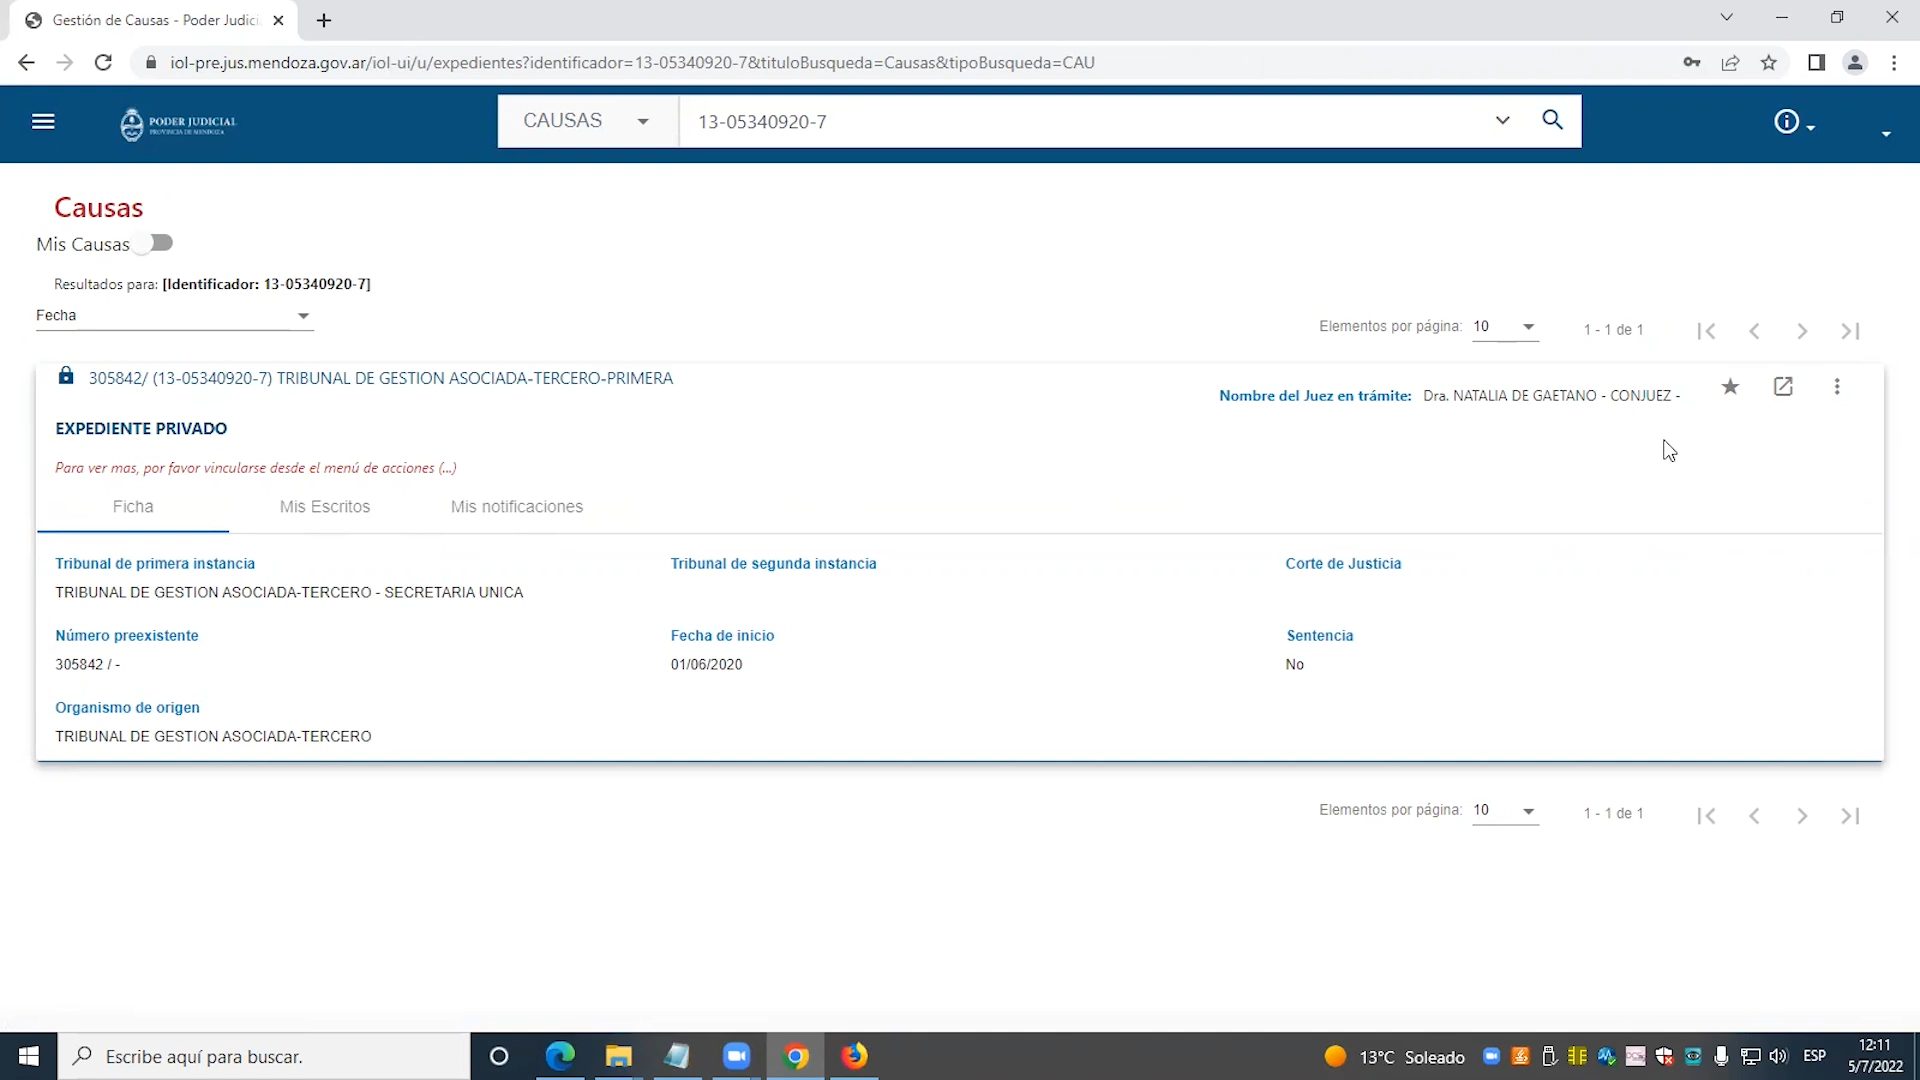 Gestión de Causas - Poder Judici
iol-pre.jus.mendoza.gov.ar/iol-ui/u/expedientes?identificador=13-05340920-7&tituloBusqueda=Causas&tipoBusqueda=CAU
PODER JUDICIAL
PROVINCIA DE MENDOZA
CAUSAS
13-05340920-7
Causas
Mis Causas
Resultados para: [Identificador: 13-05340920-7]
Fecha
Elementos por página: 10
1 - 1 de 1
305842/ (13-05340920-7) TRIBUNAL DE GESTION ASOCIADA-TERCERO-PRIMERA
Nombre del Juez en trámite: Dra. NATALIA DE GAETANO - CONJUEZ -
EXPEDIENTE PRIVADO
Para ver mas, por favor vincularse desde el menú de acciones (...)
Ficha
Mis Escritos
Mis notificaciones
Tribunal de primera instancia
Tribunal de segunda instancia
Corte de Justicia
TRIBUNAL DE GESTION ASOCIADA-TERCERO - SECRETARIA UNICA
Número preexistente
Fecha de inicio
Sentencia
305842 / -
01/06/2020
No
Organismo de origen
TRIBUNAL DE GESTION ASOCIADA-TERCERO
Elementos por página: 10
1 - 1 de 1
Escribe aquí para buscar.
13°C Soleado
ESP
12:11
5/7/2022